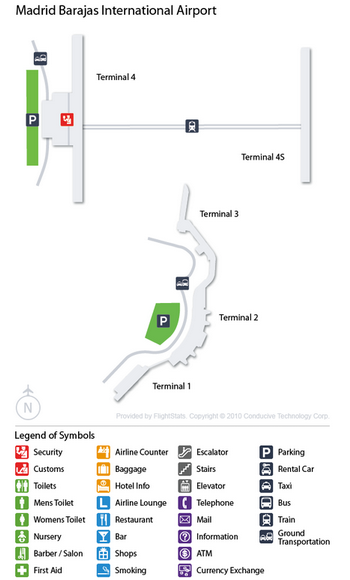 Madrid Barajas International Airport
Terminal 4
P
Terminal 4S
Terminal 3
Terminal 2
P
Terminal 1
N
Provided by FlightStats. Copyright © 2010 Conducive Technology Corp.
Legend of Symbols
Security
Customs
Toilets
Mens Toilet
Womens Toilet
Nursery
Barber / Salon
First Aid
Airline Counter
Baggage
Hotel Info
Airline Lounge
Restaurant
Bar
Shops
Smoking
Escalator
Stairs
Elevator
Telephone
Mail
Information
ATM
Currency Exchange
P Parking
Rental Car
Taxi
Bus
Train
Ground
Transportation